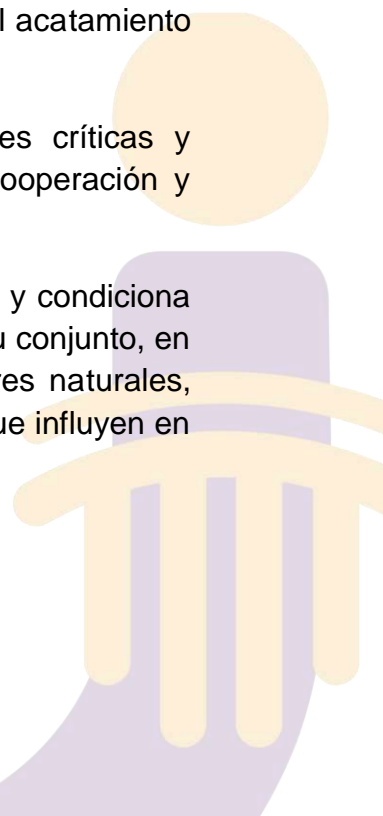 l acatamiento
es críticas y
ooperación y
y condiciona
u conjunto, en
res naturales,
ue influyen en